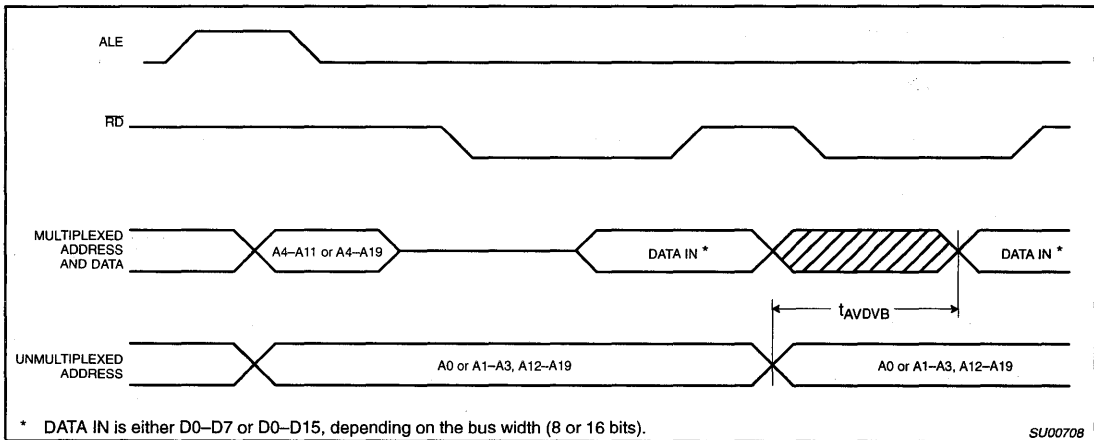 ALE
RD
MULTIPLEXED
ADDRESS
AND DATA
A4–A11 or A4–A19
DATA IN *
DATA IN *
tAVDVB
UNMULTIPLEXED
ADDRESS
A0 or A1–A3, A12–A19
A0 or A1–A3, A12–A19
* DATA IN is either D0–D7 or D0–D15, depending on the bus width (8 or 16 bits).
SU00708